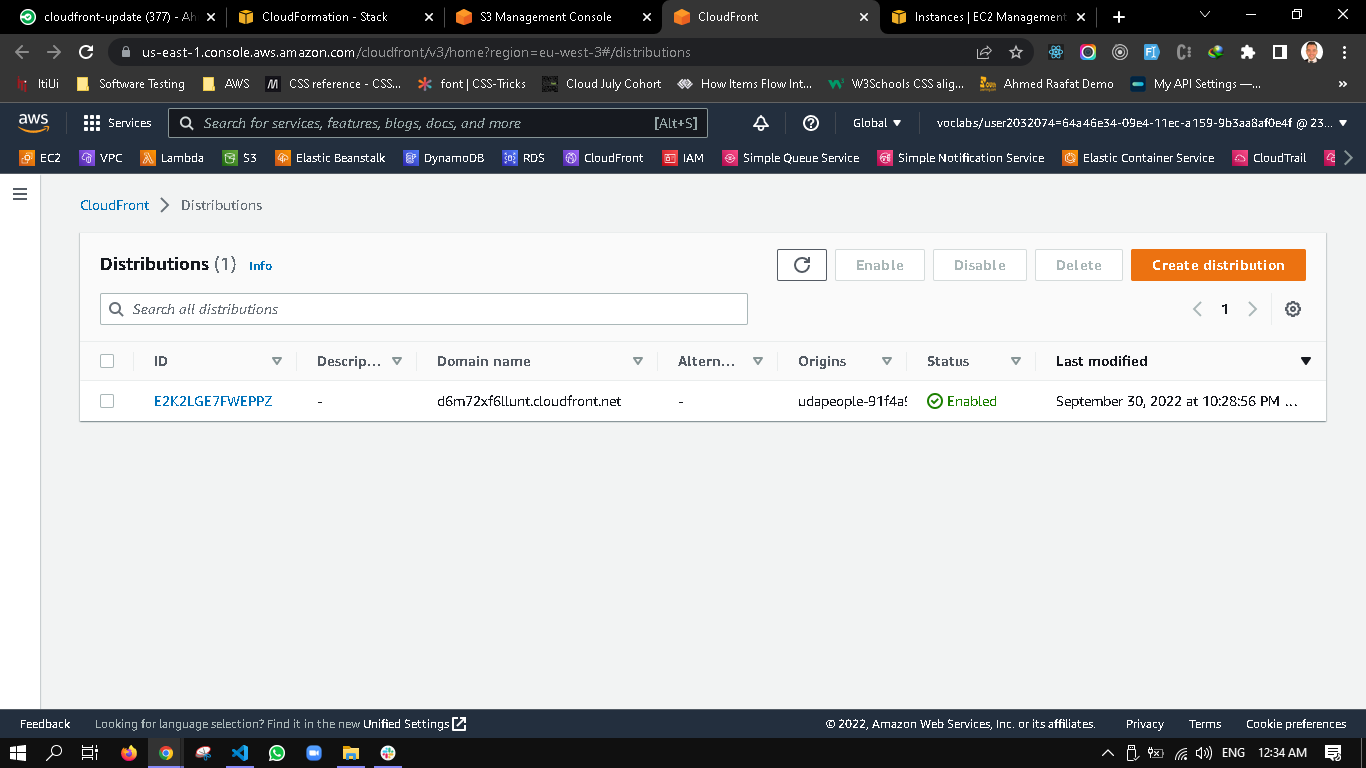 cloudfront-update (377) - Ah
CloudFormation - Stack
S3 Management Console
CloudFront
Instances | EC2 Management
us-east-1.console.aws.amazon.com/cloudfront/v3/home?region=eu-west-3#/distributions
ItiUi
Software Testing
AWS
CSS reference - CSS...
font | CSS-Tricks
Cloud July Cohort
How Items Flow Int...
W3Schools CSS alig...
Ahmed Raafat Demo
My API Settings —...
»
aws
Services
Search for services, features, blogs, docs, and more
[Alt+S]
Global
voclabs/user2032074=64a46e34-09e4-11ec-a159-9b3aa8af0e4f @ 23...
EC2
VPC
Lambda
S3
Elastic Beanstalk
DynamoDB
RDS
CloudFront
IAM
Simple Queue Service
Simple Notification Service
Elastic Container Service
CloudTrail
CloudFront
Distributions
Distributions (1)
Info
Enable
Disable
Delete
Create distribution
Search all distributions
1
ID
Descrip...
Domain name
Altern...
Origins
Status
Last modified
E2K2LGE7FWEPPZ
-
d6m72xf6llunt.cloudfront.net
-
udapeople-91f4a9
Enabled
September 30, 2022 at 10:28:56 PM ...
Feedback
Looking for language selection? Find it in the new Unified Settings
© 2022, Amazon Web Services, Inc. or its affiliates.
Privacy
Terms
Cookie preferences
ENG
12:34 AM